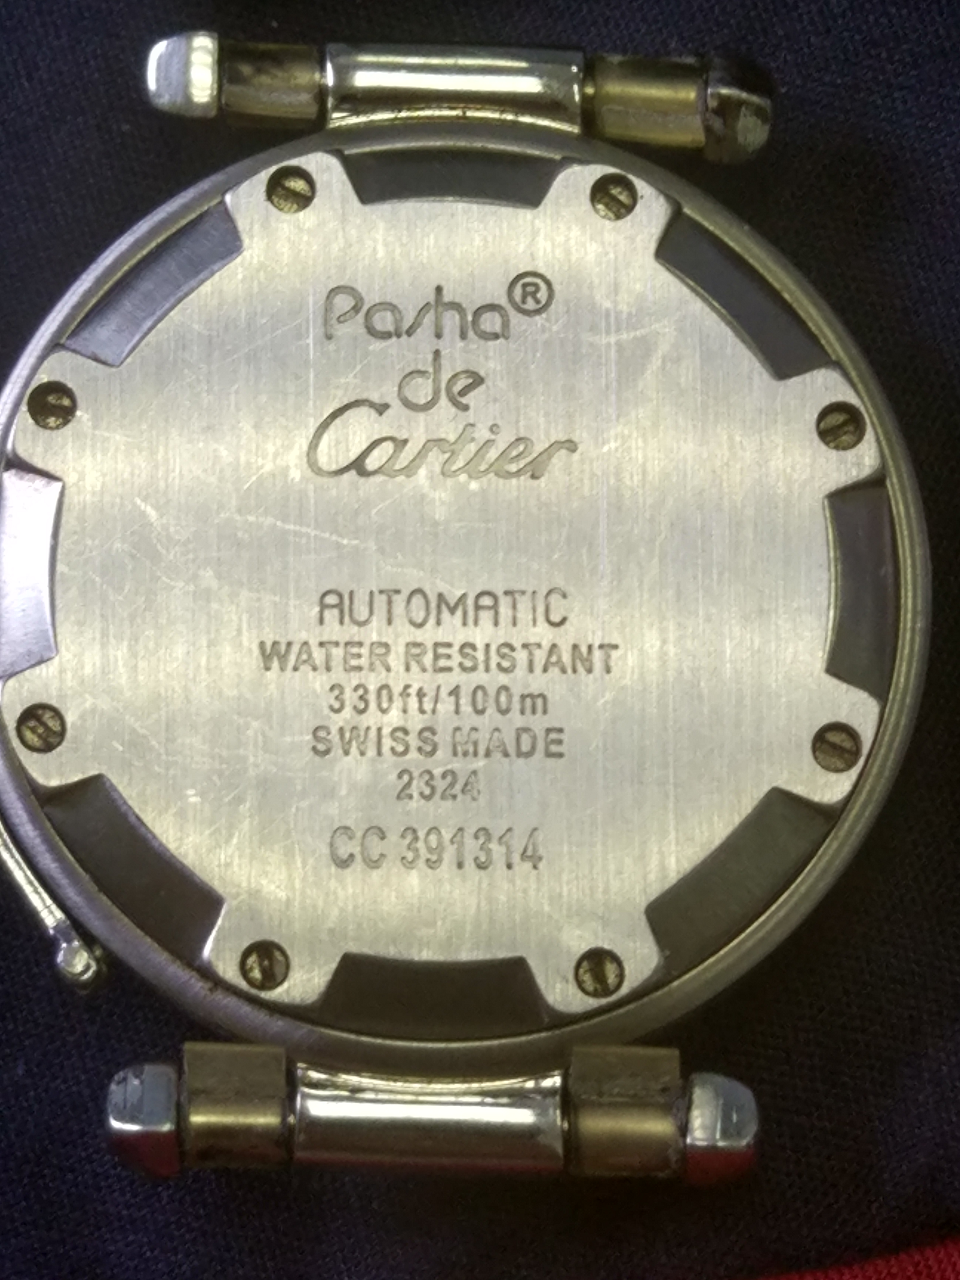 Pasha®
de
Cartier
AUTOMATIC
WATER RESISTANT
330ft/100m
SWISS MADE
2324
CC 391314